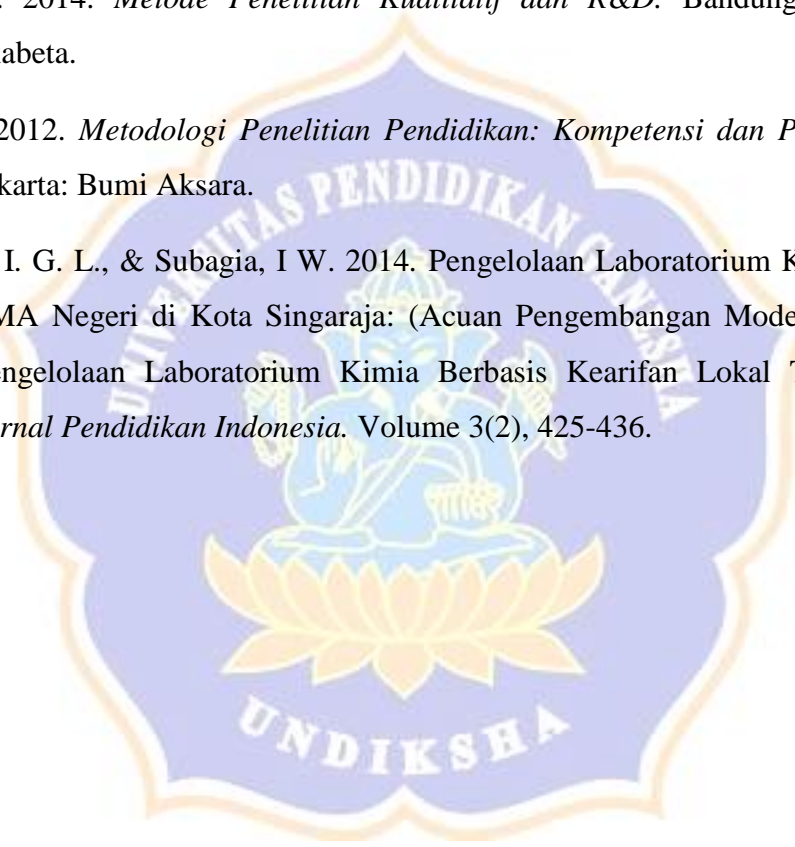 2014. Metode Penelitian Kualitatif dan R&D. Bandung
abeta.
2012. Metodologi Penelitian Pendidikan: Kompetensi dan P
karta: Bumi Aksara.
I. G. L., & Subagia, I W. 2014. Pengelolaan Laboratorium K
MA Negeri di Kota Singaraja: (Acuan Pengembangan Mode
engelolaan Laboratorium Kimia Berbasis Kearifan Lokal T
rnal Pendidikan Indonesia. Volume 3(2), 425-436.
UNIVERSITAS PENDIDIKAN GANESHA
UNDIKSHA